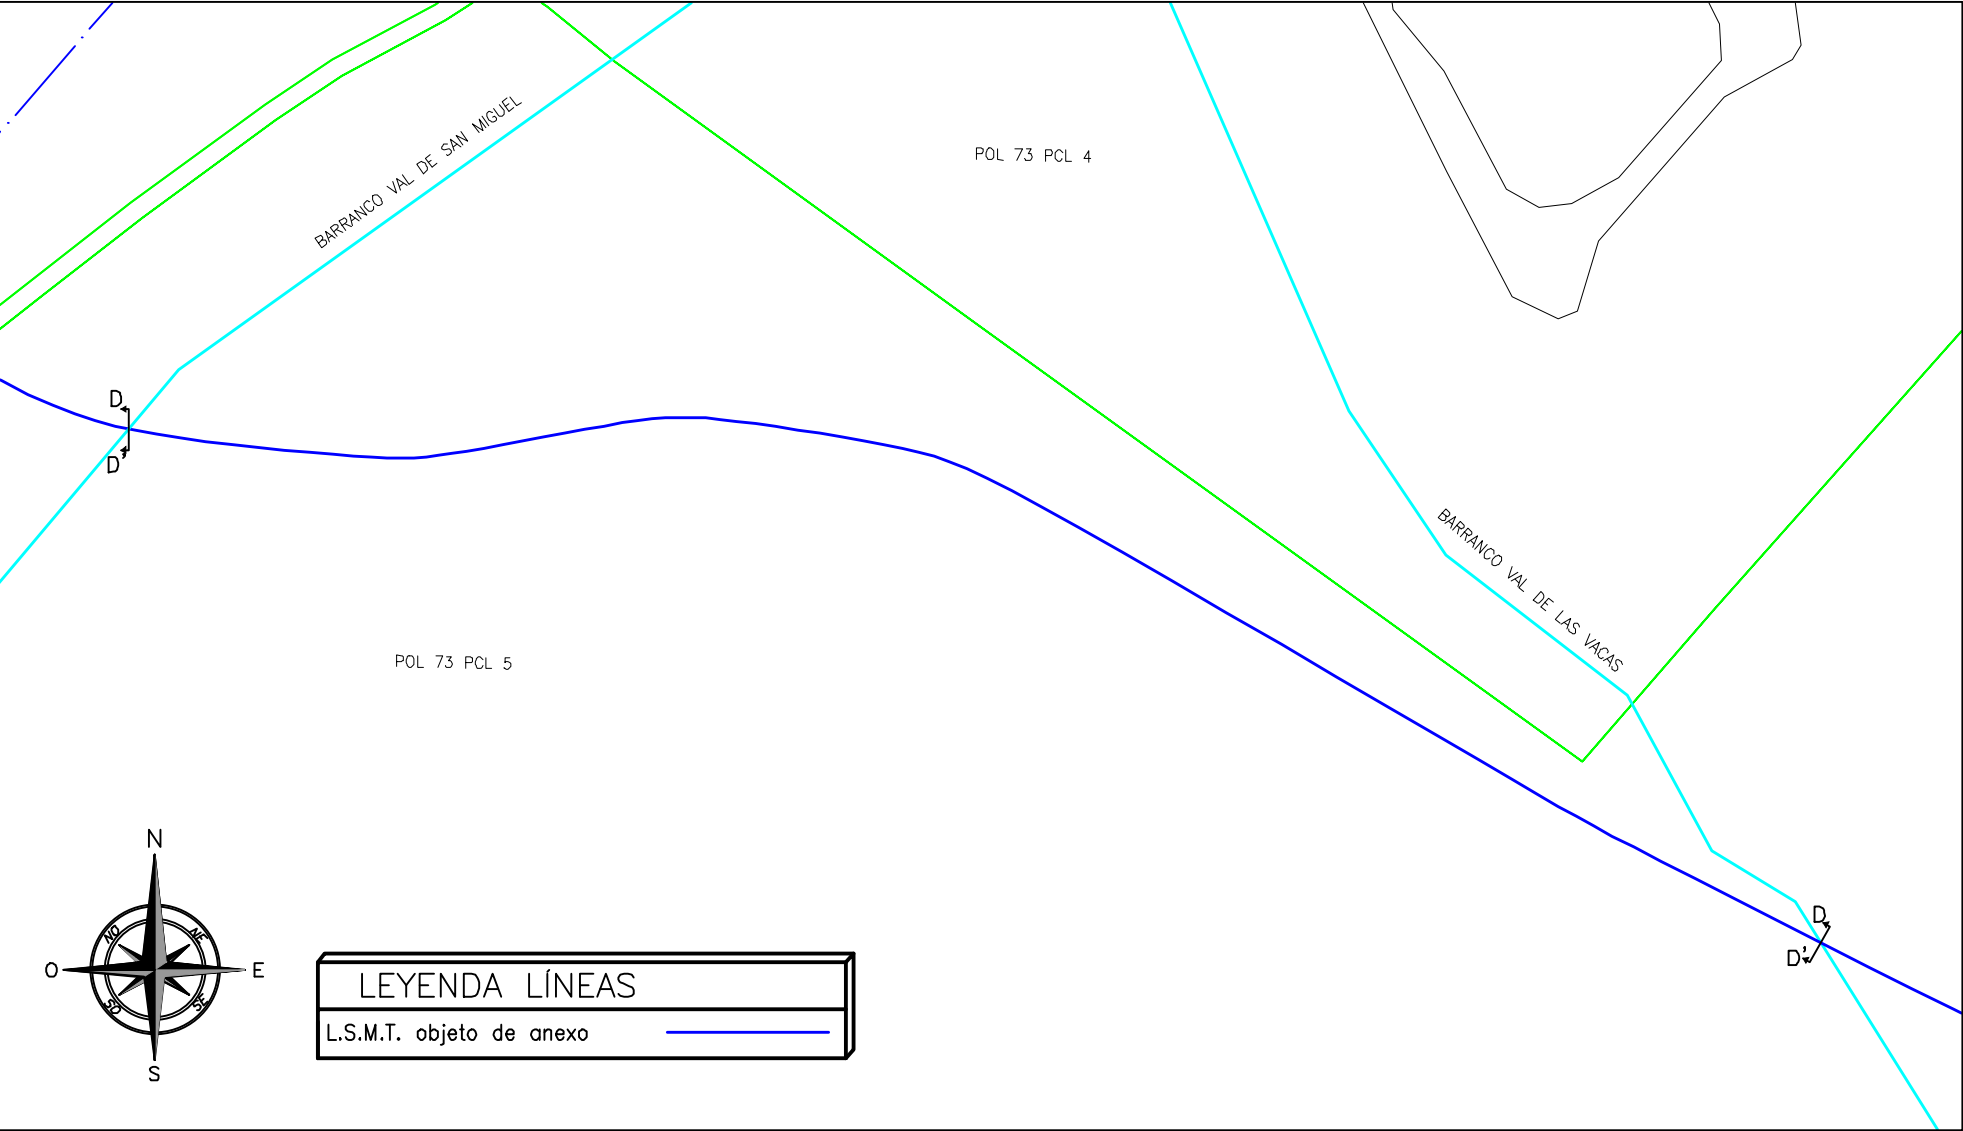 BARRANCO VAL DE SAN MIGUEL
POL 73 PCL 4
D
D'
BARRANCO VAL DE LAS VACAS
POL 73 PCL 5
D
D'
N
NO
NE
O
E
SO
SE
S
LEYENDA LÍNEAS
L.S.M.T. objeto de anexo